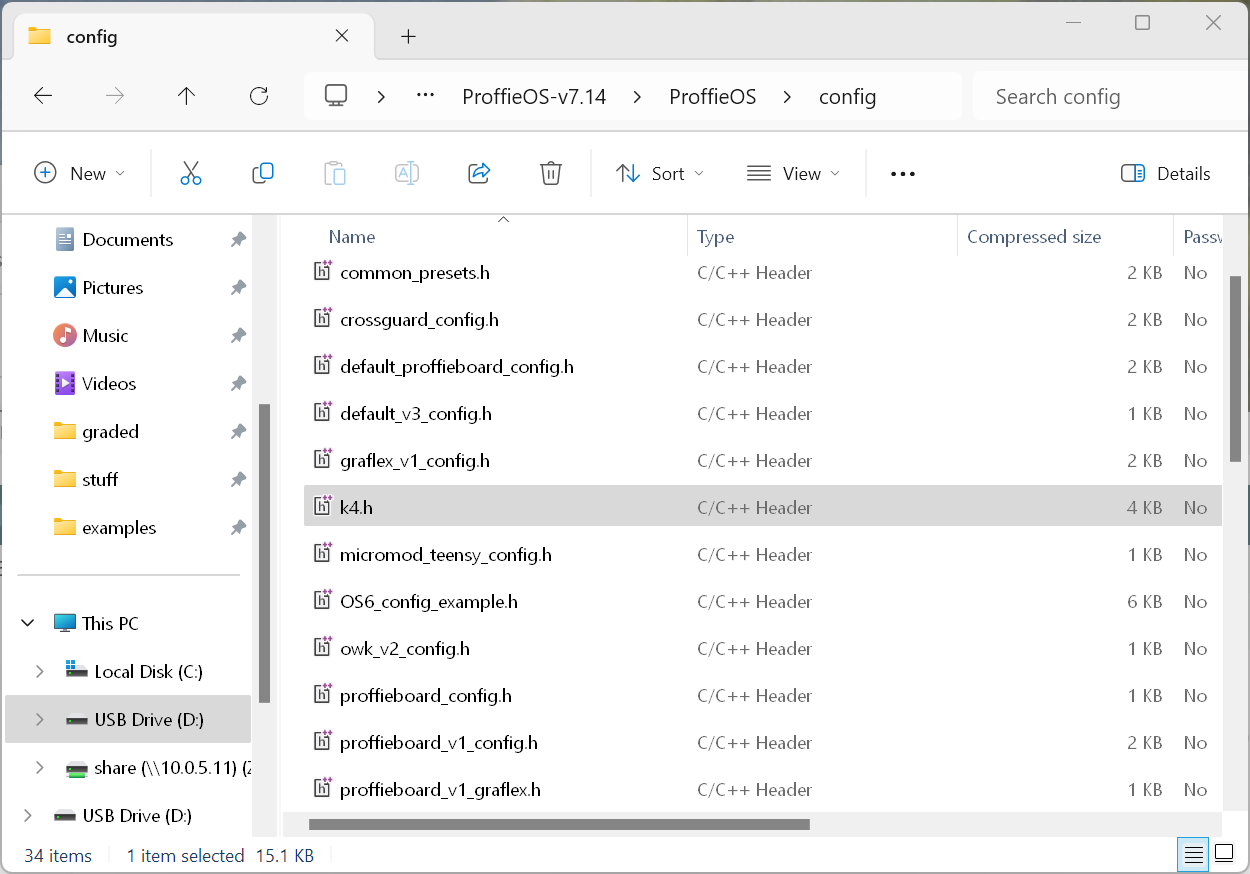 config
ProffieOS-v7.14 ProffieOS config
Search config
New Sort View Details
Documents
Pictures
Music
Videos
graded
stuff
examples
This PC
Local Disk (C:)
USB Drive (D:)
share (\\10.0.5.11) (Z
USB Drive (D:)
Name Type Compressed size Passw
common_presets.h C/C++ Header 2 KB No
crossguard_config.h C/C++ Header 2 KB No
default_proffieboard_config.h C/C++ Header 2 KB No
default_v3_config.h C/C++ Header 1 KB No
graflex_v1_config.h C/C++ Header 2 KB No
k4.h C/C++ Header 4 KB No
micromod_teensy_config.h C/C++ Header 1 KB No
OS6_config_example.h C/C++ Header 6 KB No
owk_v2_config.h C/C++ Header 1 KB No
proffieboard_config.h C/C++ Header 1 KB No
proffieboard_v1_config.h C/C++ Header 2 KB No
proffieboard_v1_graflex.h C/C++ Header 1 KB No
34 items 1 item selected 15.1 KB